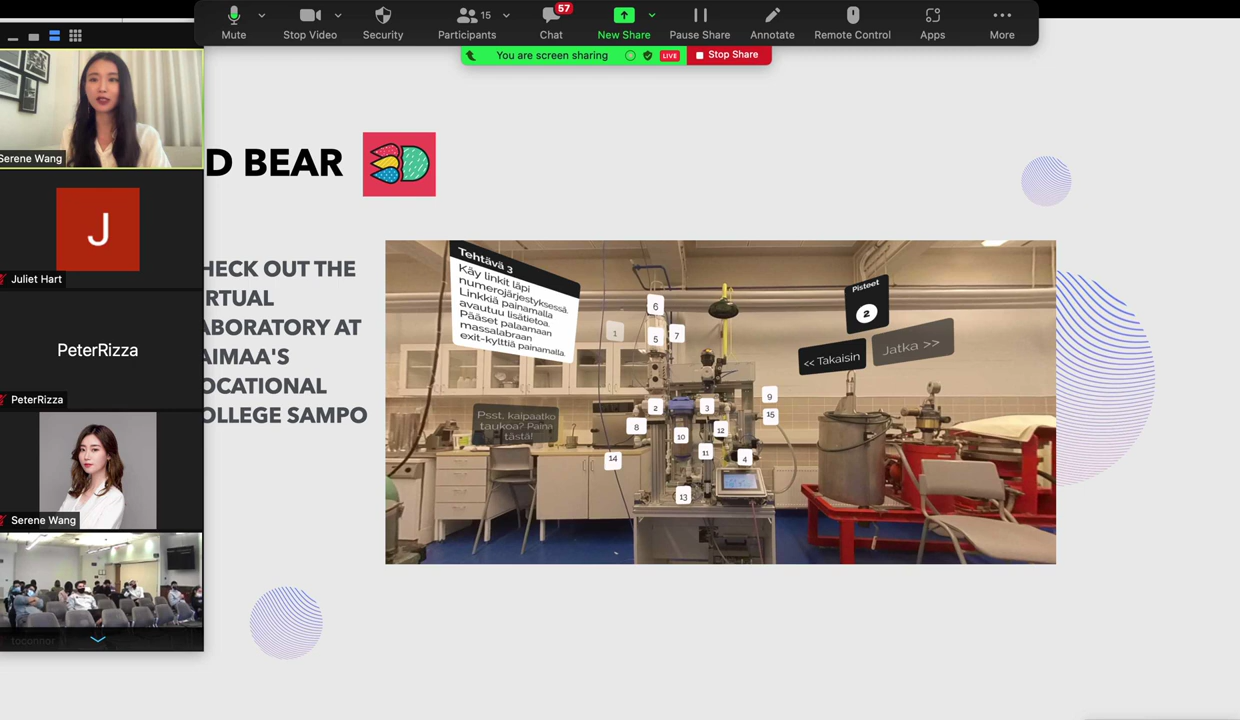 Mute
Stop Video
Security
15
Participants
57
Chat
New Share
Pause Share
Annotate
Remote Control
Apps
More
You are screen sharing
LIVE
Stop Share
Serene Wang
J
Juliet Hart
PeterRizza
PeterRizza
Serene Wang
toconnor
D BEAR
HECK OUT THE
IRTUAL
ABORATORY AT
AIMAA'S
OCATIONAL
OLLEGE SAMPO
Tehtävä 3
Käy linkit läpi
numerojärjestyksessä.
Linkkiä painamalla
avautuu lisätietoa.
Pääset palaamaan
massalabraan
exit-kylttiä painamalla.
Psst, kaipaatko
taukoa? Paina
tästä!
Pisteet
2
<< Takaisin
Jatka >>
6
1
5
7
9
2
3
15
8
12
10
11
14
4
13